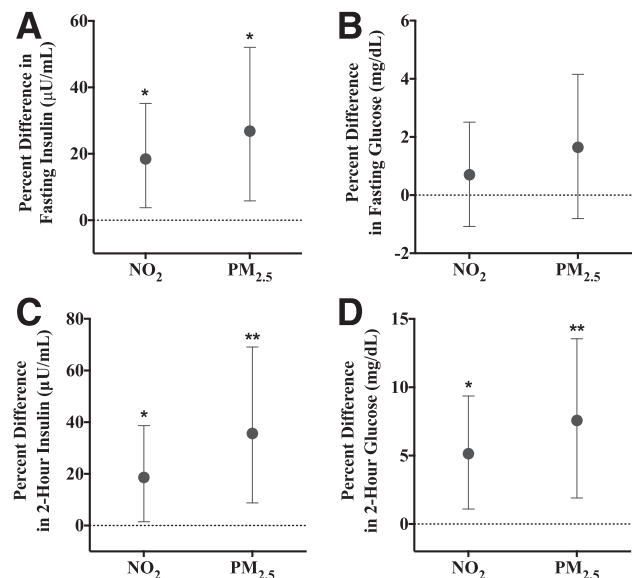 A
Percent Difference in
Fasting Insulin (μU/mL)
60
40
20
0
*
*
NO2
PM2.5
B
Percent Difference
in Fasting Glucose (mg/dL)
6
4
2
0
-2
NO2
PM2.5
C
Percent Difference
in 2-Hour Insulin (μU/mL)
80
60
40
20
0
*
**
NO2
PM2.5
D
Percent Difference
in 2-Hour Glucose (mg/dL)
15
10
5
0
*
**
NO2
PM2.5